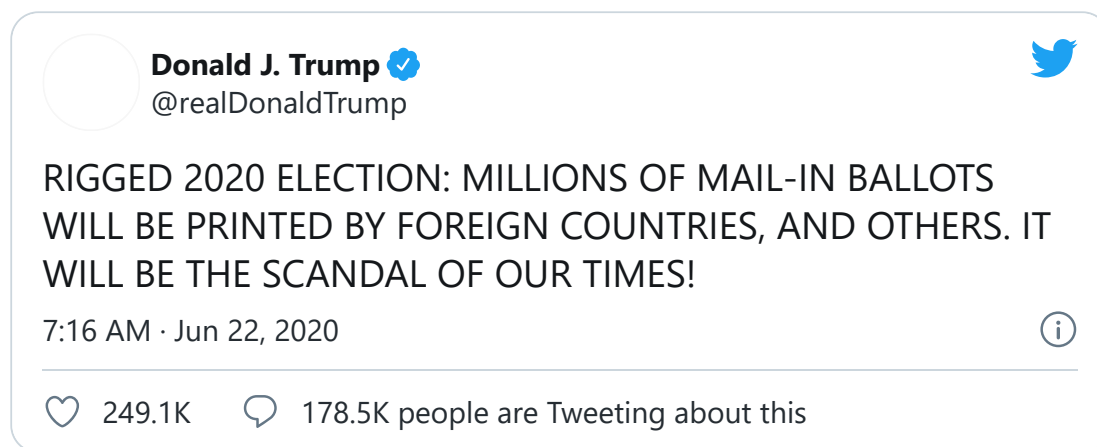 Donald J. Trump
@realDonaldTrump
RIGGED 2020 ELECTION: MILLIONS OF MAIL-IN BALLOTS
WILL BE PRINTED BY FOREIGN COUNTRIES, AND OTHERS. IT
WILL BE THE SCANDAL OF OUR TIMES!
7:16 AM · Jun 22, 2020
249.1K 178.5K people are Tweeting about this